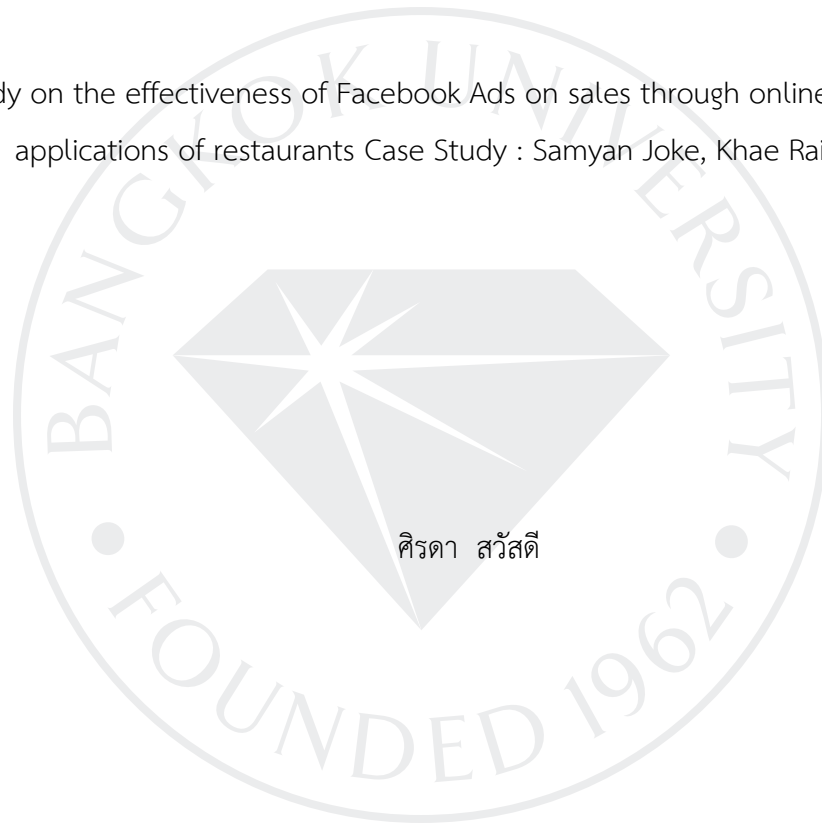 dy on the effectiveness of Facebook Ads on sales through online
applications of restaurants Case Study : Samyan Joke, Khae Rai
ศิรดา สวัสดี
BANGKOK UNIVERSITY
FOUNDED 1962